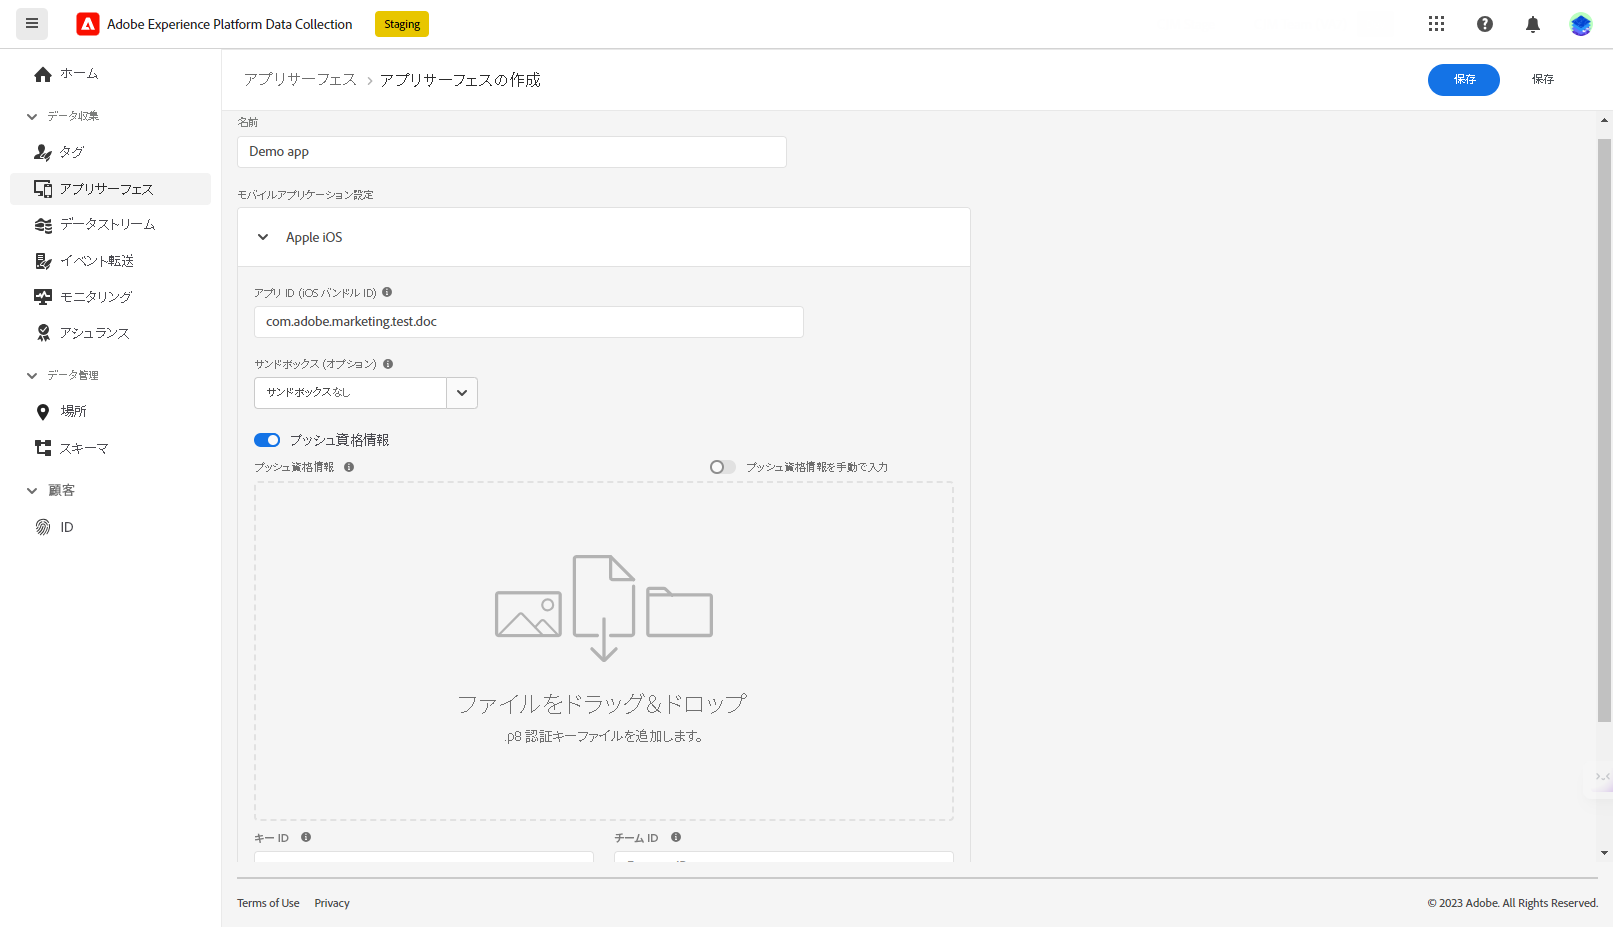 Adobe Experience Platform Data Collection
Staging
ホーム
データ収集
タグ
アプリサーフェス
データストリーム
イベント転送
モニタリング
アシュランス
データ管理
場所
スキーマ
顧客
ID
アプリサーフェス › アプリサーフェスの作成
保存
保存
名前
Demo app
モバイルアプリケーション設定
Apple iOS
アプリ ID (iOS バンドル ID)
com.adobe.marketing.test.doc
サンドボックス (オプション)
サンドボックスなし
プッシュ資格情報
プッシュ資格情報
プッシュ資格情報を手動で入力
ファイルをドラッグ&ドロップ
.p8 認証キーファイルを追加します。
キー ID
チーム ID
Terms of Use
Privacy
© 2023 Adobe. All Rights Reserved.